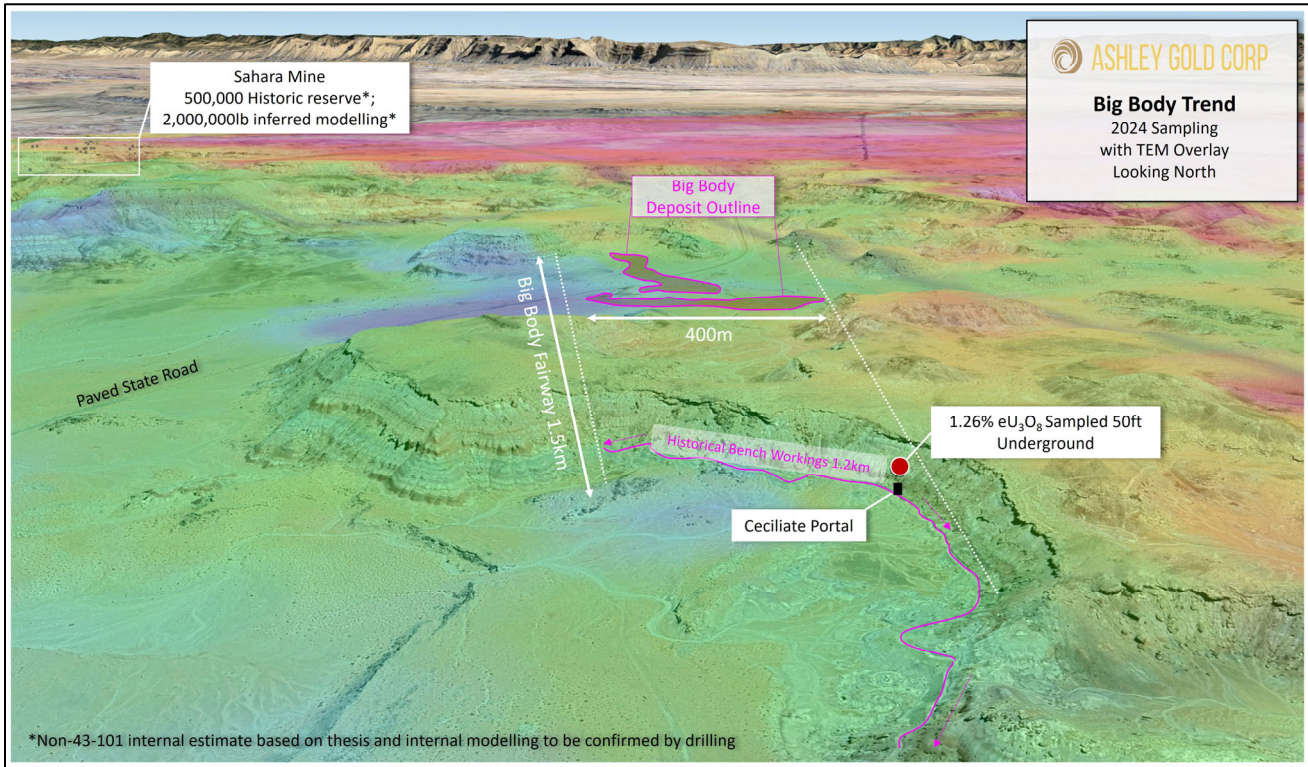 Sahara Mine
500,000 Historic reserve*;
2,000,000lb inferred modelling*
ASHLEY GOLD CORP
Big Body Trend
2024 Sampling
with TEM Overlay
Looking North
Big Body
Deposit Outline
Big Body Fairway 1.5km
400m
Paved State Road
1.26% eU₃O₈ Sampled 50ft
Underground
Historical Bench Workings 1.2km
Ceciliate Portal
*Non-43-101 internal estimate based on thesis and internal modelling to be confirmed by drilling